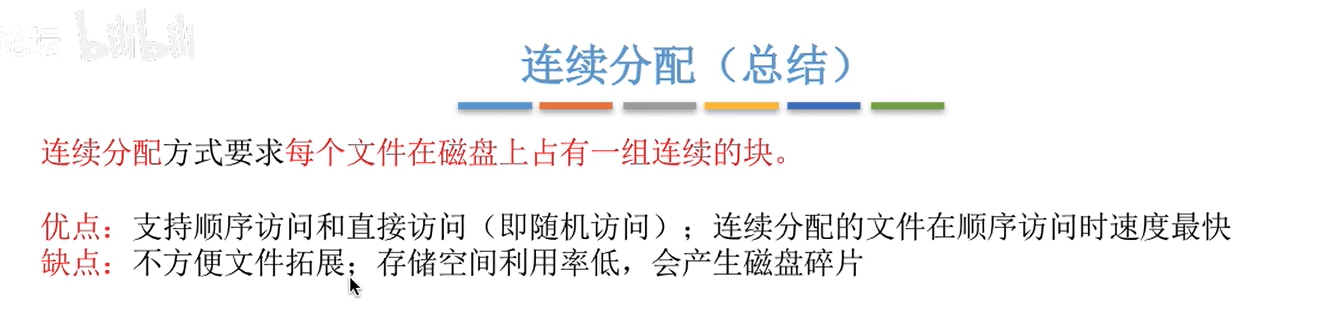 论坛 bilibili
连续分配（总结）
连续分配方式要求每个文件在磁盘上占有一组连续的块。
优点：支持顺序访问和直接访问（即随机访问）；连续分配的文件在顺序访问时速度最快
缺点：不方便文件拓展；存储空间利用率低，会产生磁盘碎片